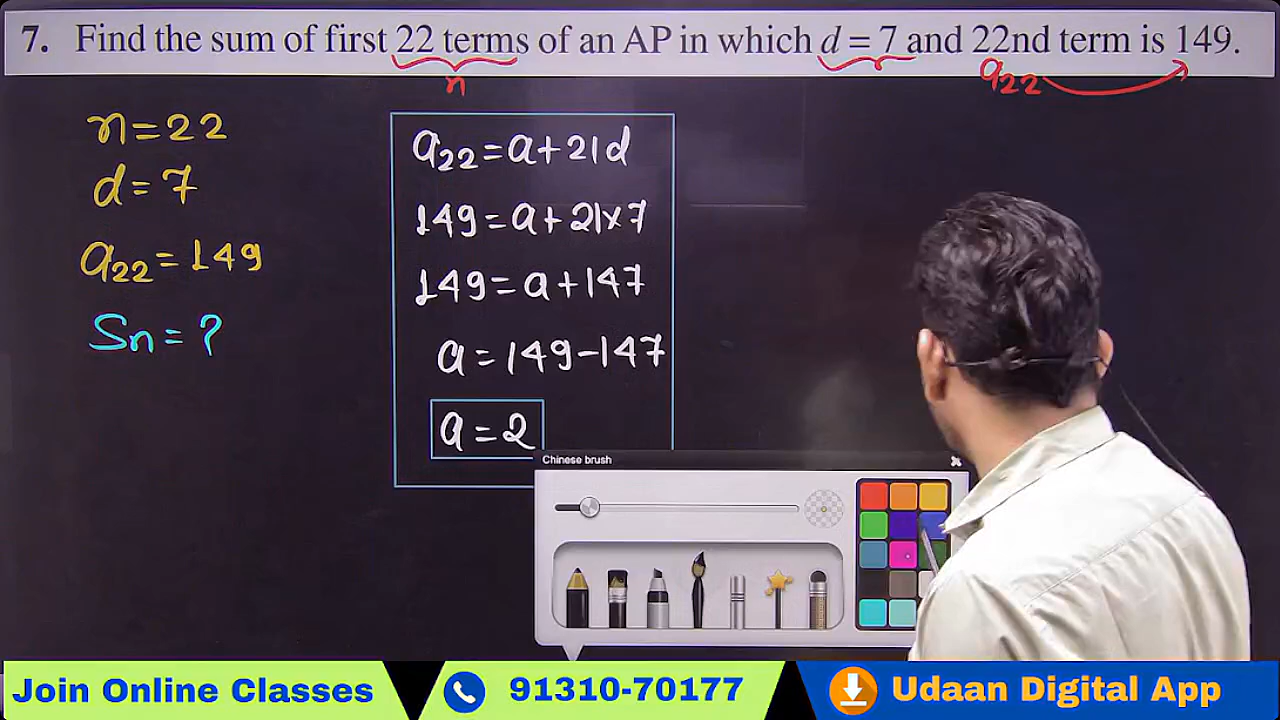 7. Find the sum of first 22 terms of an AP in which d = 7 and 22nd term is 149.
n
a22
n=22
d=7
a22=149
Sn=?
a22=a+21d
149=a+21×7
149=a+147
a=149-147
a=2
Chinese brush
Join Online Classes
91310-70177
Udaan Digital App